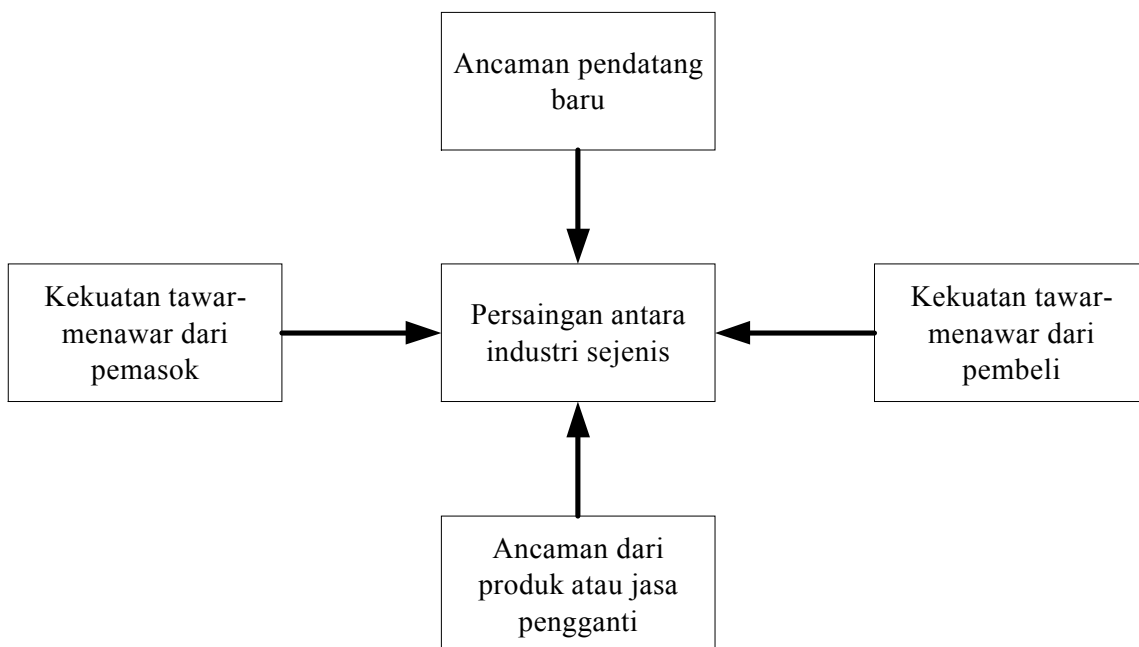 Ancaman pendatang
baru
Kekuatan tawar-
menawar dari
pemasok
Persaingan antara
industri sejenis
Kekuatan tawar-
menawar dari
pembeli
Ancaman dari
produk atau jasa
pengganti